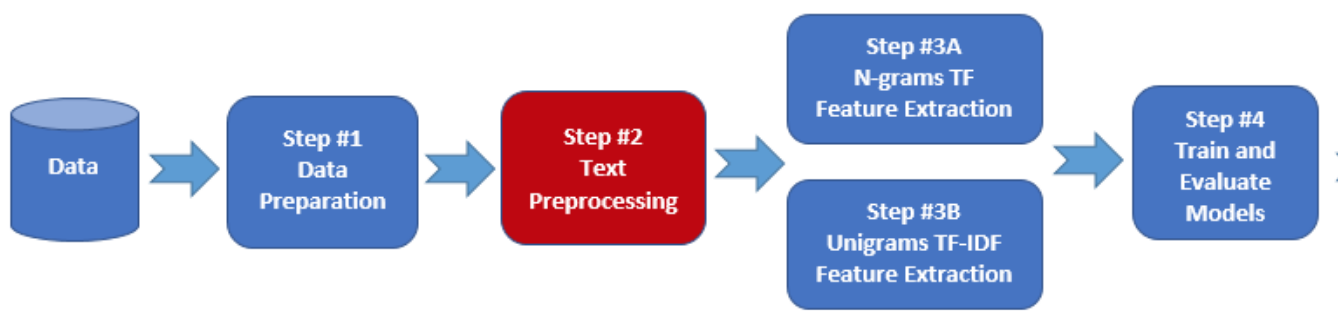 Data
Step #1
Data
Preparation
Step #2
Text
Preprocessing
Step #3A
N-grams TF
Feature Extraction
Step #3B
Unigrams TF-IDF
Feature Extraction
Step #4
Train and
Evaluate
Models